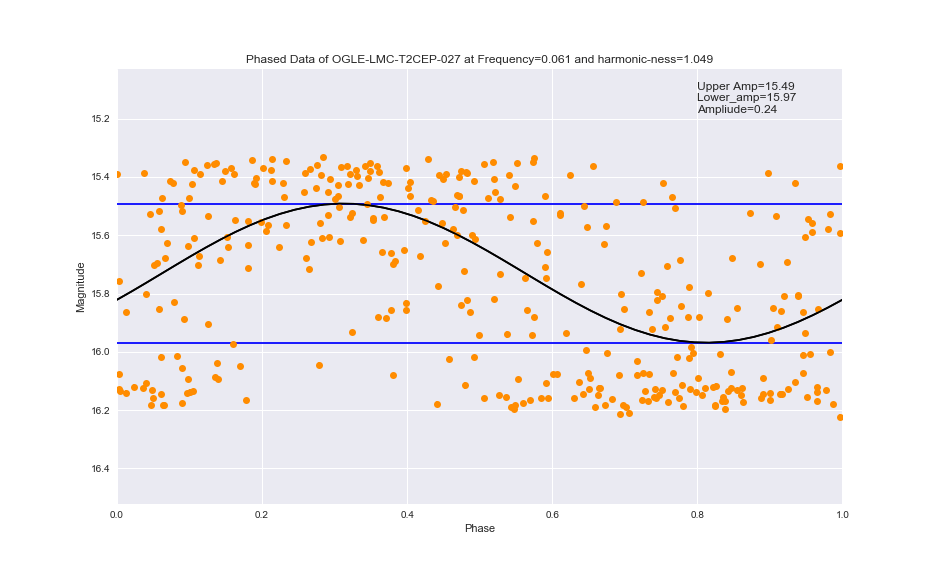 Phased Data of OGLE-LMC-T2CEP-027 at Frequency=0.061 and harmonic-ness=1.049
Upper Amp=15.49
Lower_amp=15.97
Ampliude=0.24
15.2
15.4
15.6
15.8
16.0
16.2
16.4
Magnitude
0.0 0.2 0.4 0.6 0.8 1.0
Phase